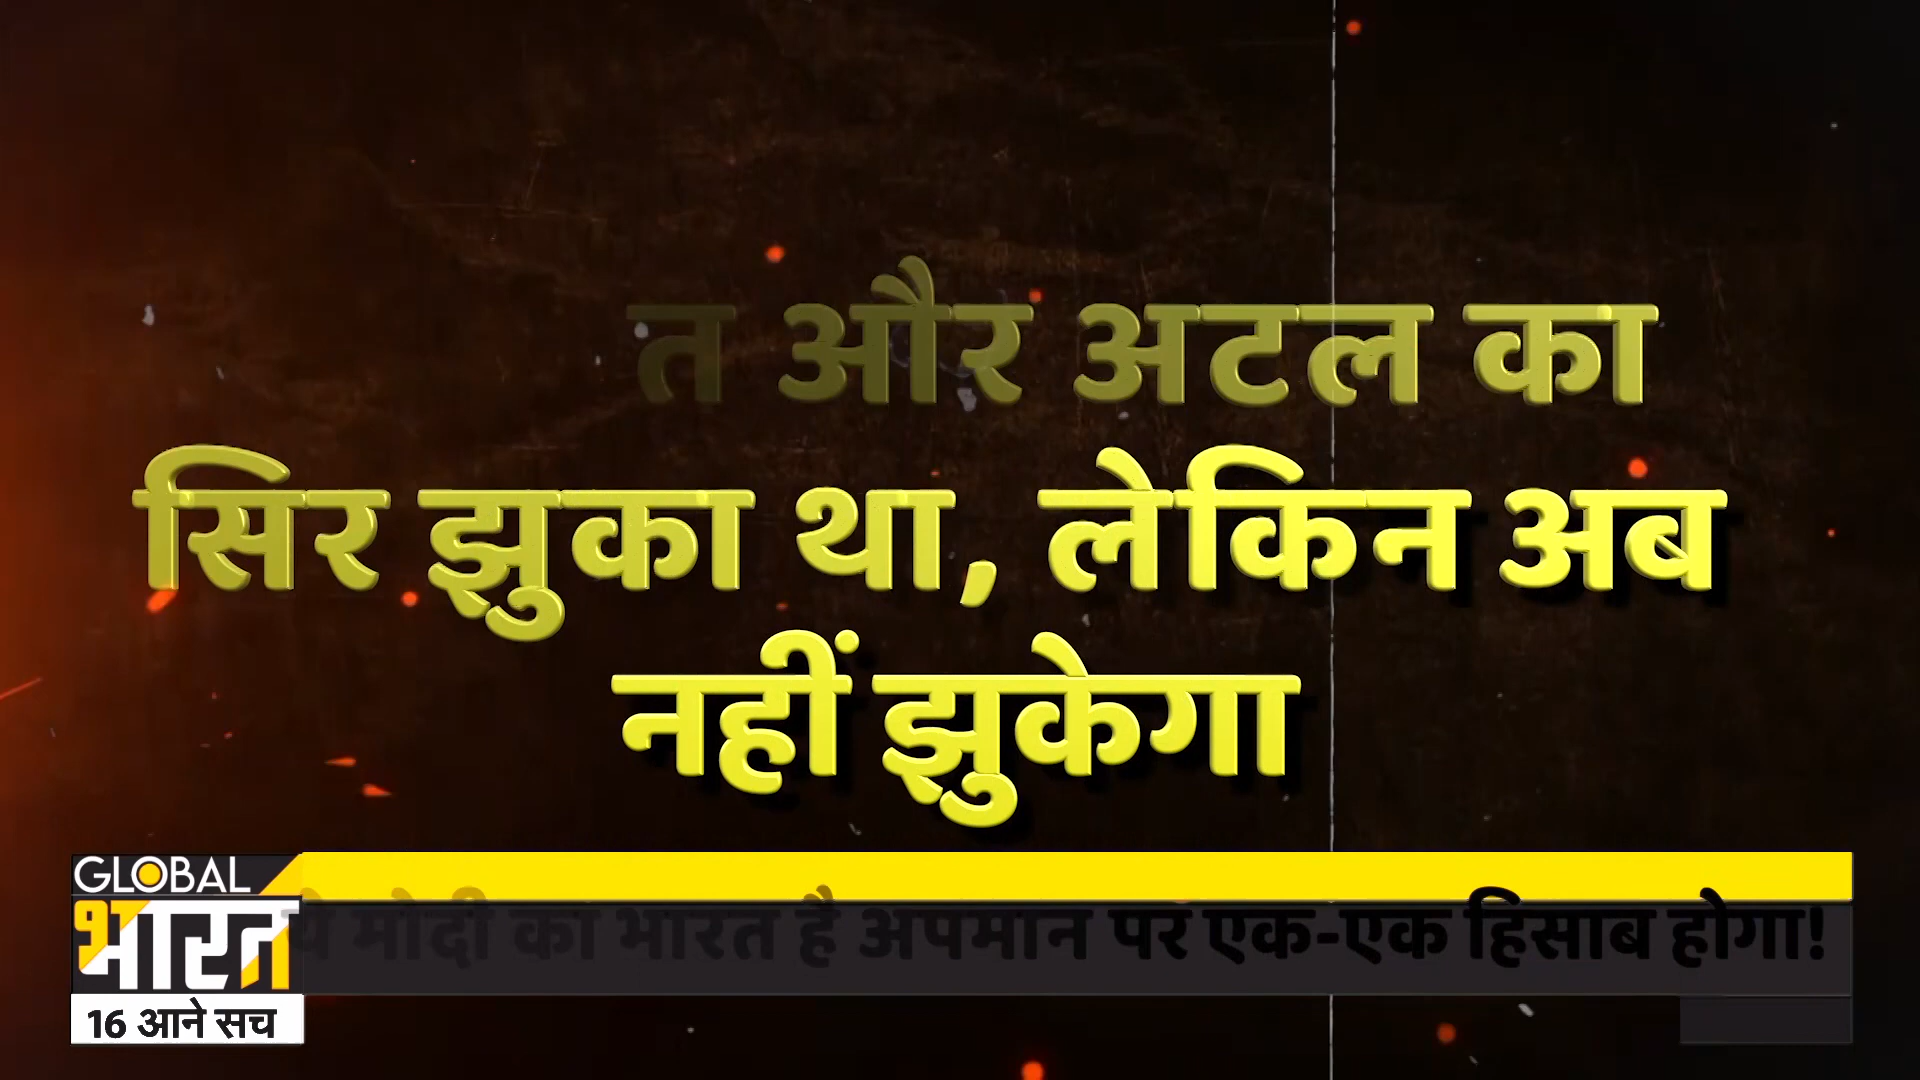 त और अटल का
सिर झुका था, लेकिन अब
नहीं झुकेगा
GLOBAL
भारत
ये मोदी का भारत है अपमान पर एक-एक हिसाब होगा!
16 आने सच